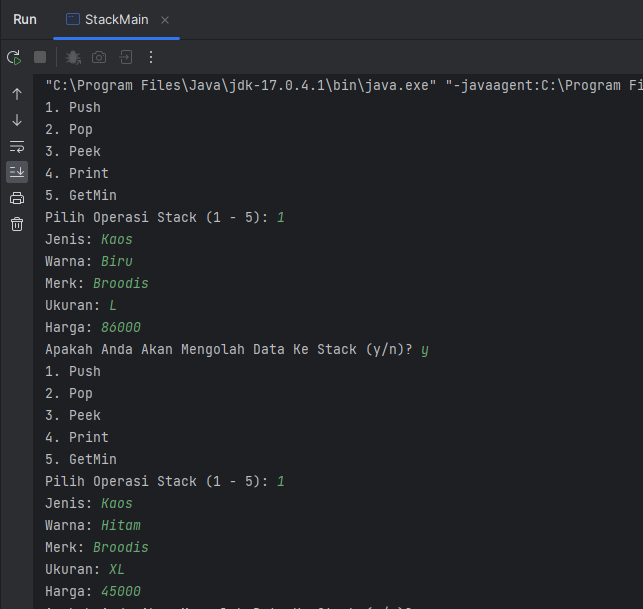 Run StackMain
"C:\Program Files\Java\jdk-17.0.4.1\bin\java.exe" "-javaagent:C:\Program Fi
1. Push
2. Pop
3. Peek
4. Print
5. GetMin
Pilih Operasi Stack (1 - 5): 1
Jenis: Kaos
Warna: Biru
Merk: Broodis
Ukuran: L
Harga: 86000
Apakah Anda Akan Mengolah Data Ke Stack (y/n)? y
1. Push
2. Pop
3. Peek
4. Print
5. GetMin
Pilih Operasi Stack (1 - 5): 1
Jenis: Kaos
Warna: Hitam
Merk: Broodis
Ukuran: XL
Harga: 45000